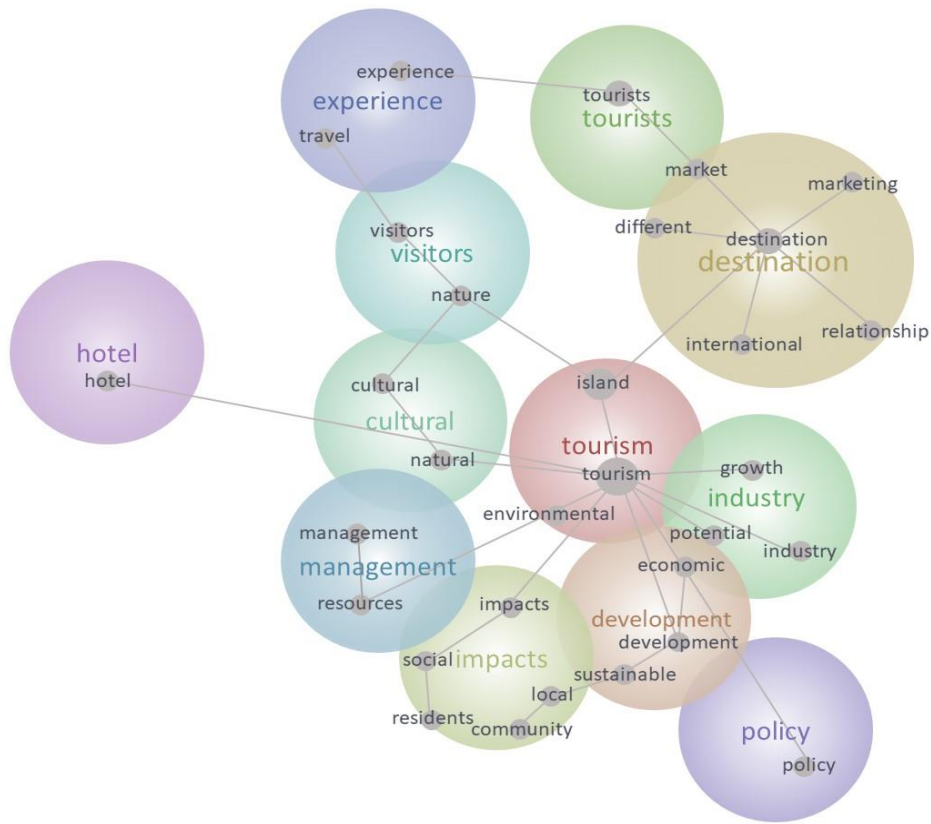 experience
experience
travel
tourists
tourists
market
marketing
different
destination
destination
international
relationship
visitors
visitors
nature
hotel
hotel
cultural
cultural
natural
island
tourism
tourism
environmental
growth
industry
potential
industry
management
management
resources
economic
development
development
sustainable
impacts
social
impacts
local
residents
community
policy
policy